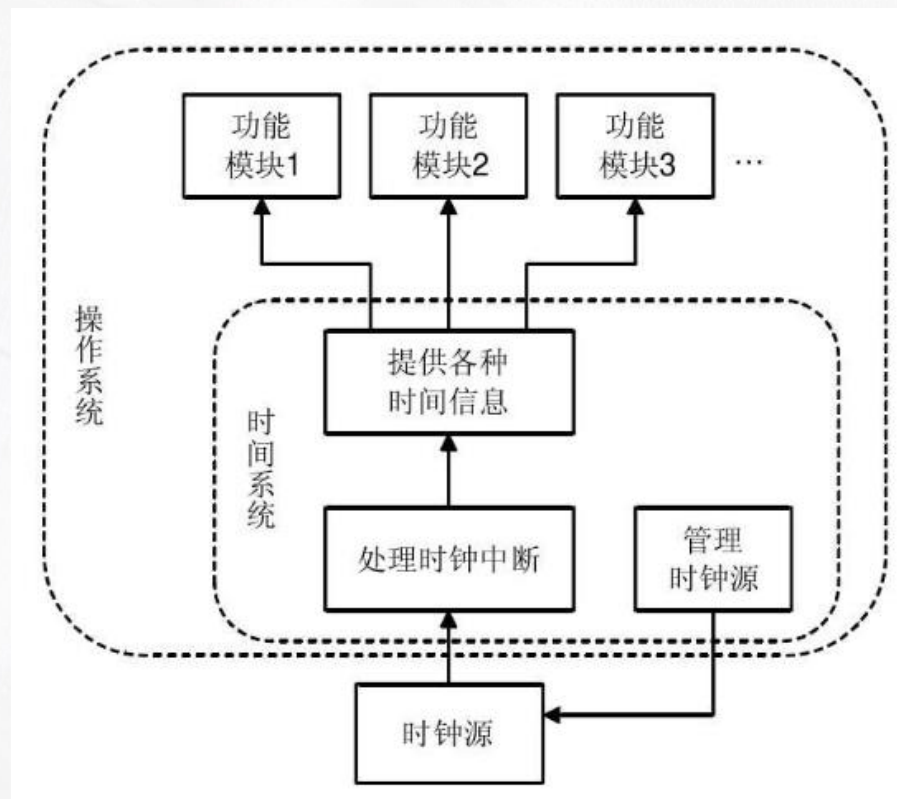 功能
模块1
功能
模块2
功能
模块3
…
操作系统
提供各种
时间信息
时间系统
处理时钟中断
管理
时钟源
时钟源